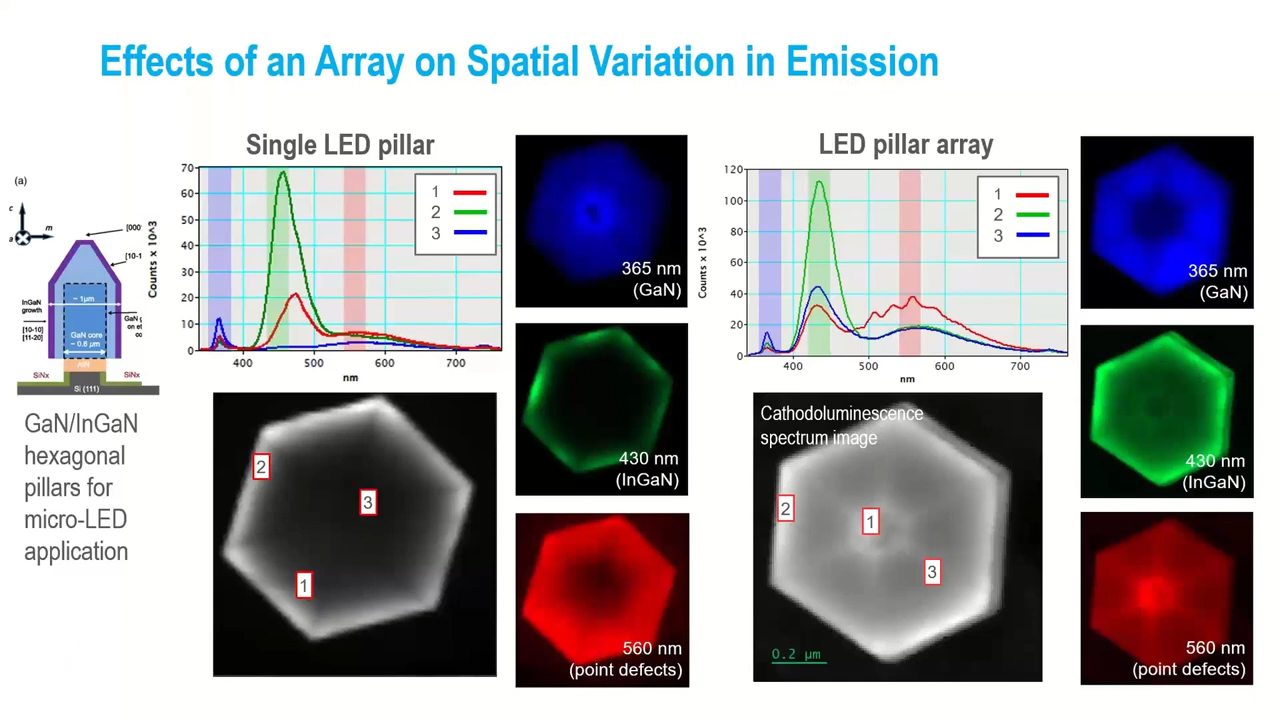 Effects of an Array on Spatial Variation in Emission
Single LED pillar
LED pillar array
(a)
c
m
a
[000
[10-1
InGaN
growth
[10-10]
[11-20]
~ 1µm
GaN
on
GaN core
~ 0.6 µm
SiNx
SiNx
Si (111)
GaN/InGaN
hexagonal
pillars for
micro-LED
application
Counts x 10^3
70
60
50
40
30
20
10
0
400
500
600
700
nm
1
2
3
2
3
1
365 nm
(GaN)
430 nm
(InGaN)
560 nm
(point defects)
Counts x 10^3
120
100
80
60
40
20
0
400
500
600
700
nm
1
2
3
Cathodoluminescence
spectrum image
2
1
3
0.2 µm
365 nm
(GaN)
430 nm
(InGaN)
560 nm
(point defects)